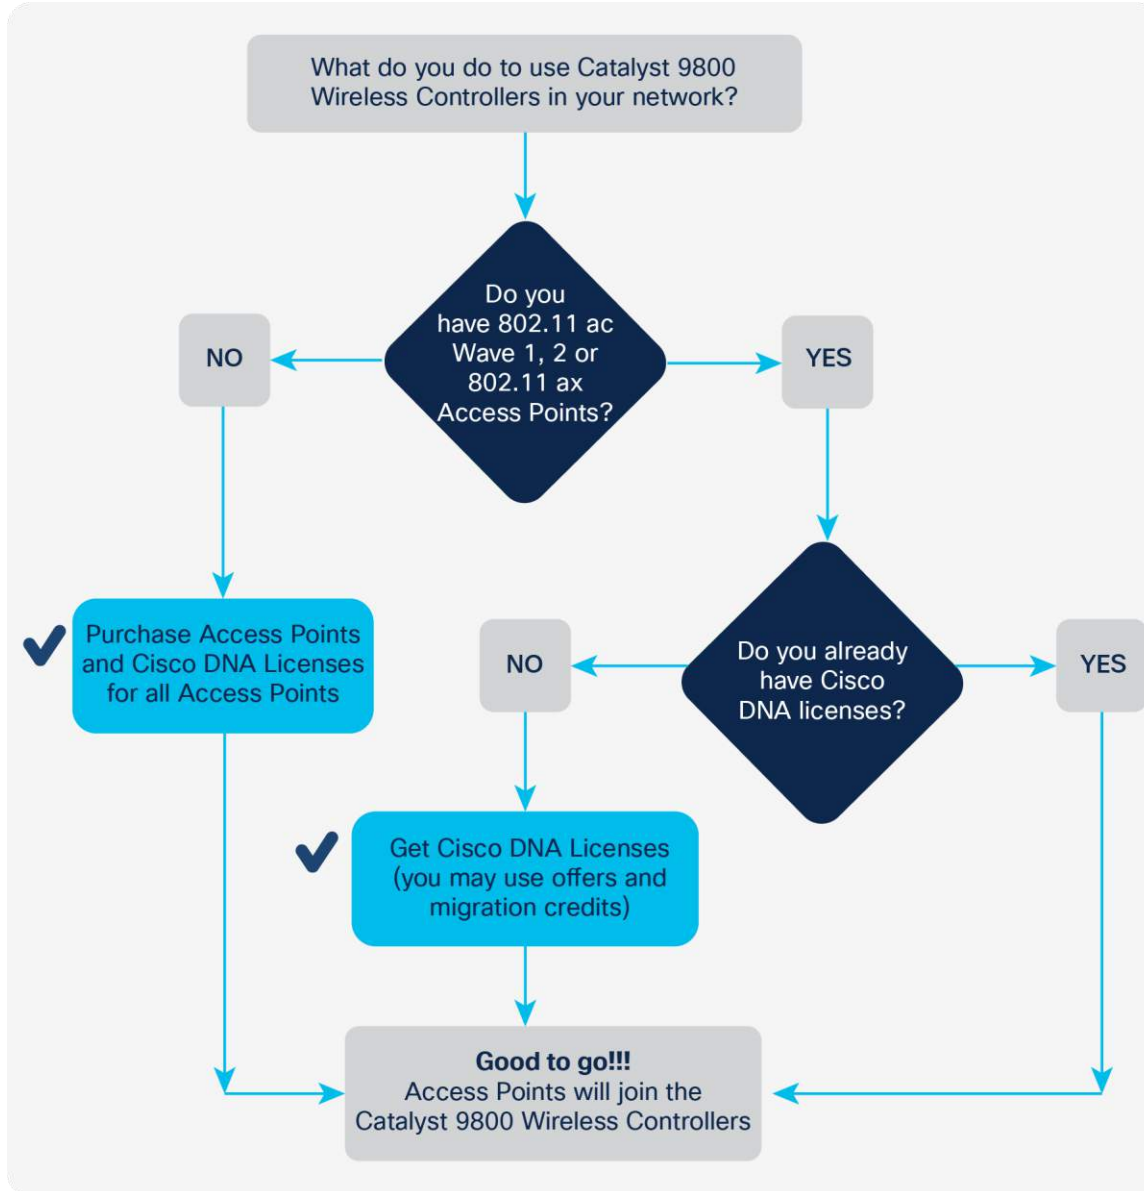 What do you do to use Catalyst 9800
Wireless Controllers in your network?
Do you
have 802.11 ac
Wave 1, 2 or
802.11 ax
Access Points?
NO
YES
Purchase Access Points
and Cisco DNA Licenses
for all Access Points
Do you already
have Cisco
DNA licenses?
NO
YES
Get Cisco DNA Licenses
(you may use offers and
migration credits)
Good to go!!!
Access Points will join the
Catalyst 9800 Wireless Controllers